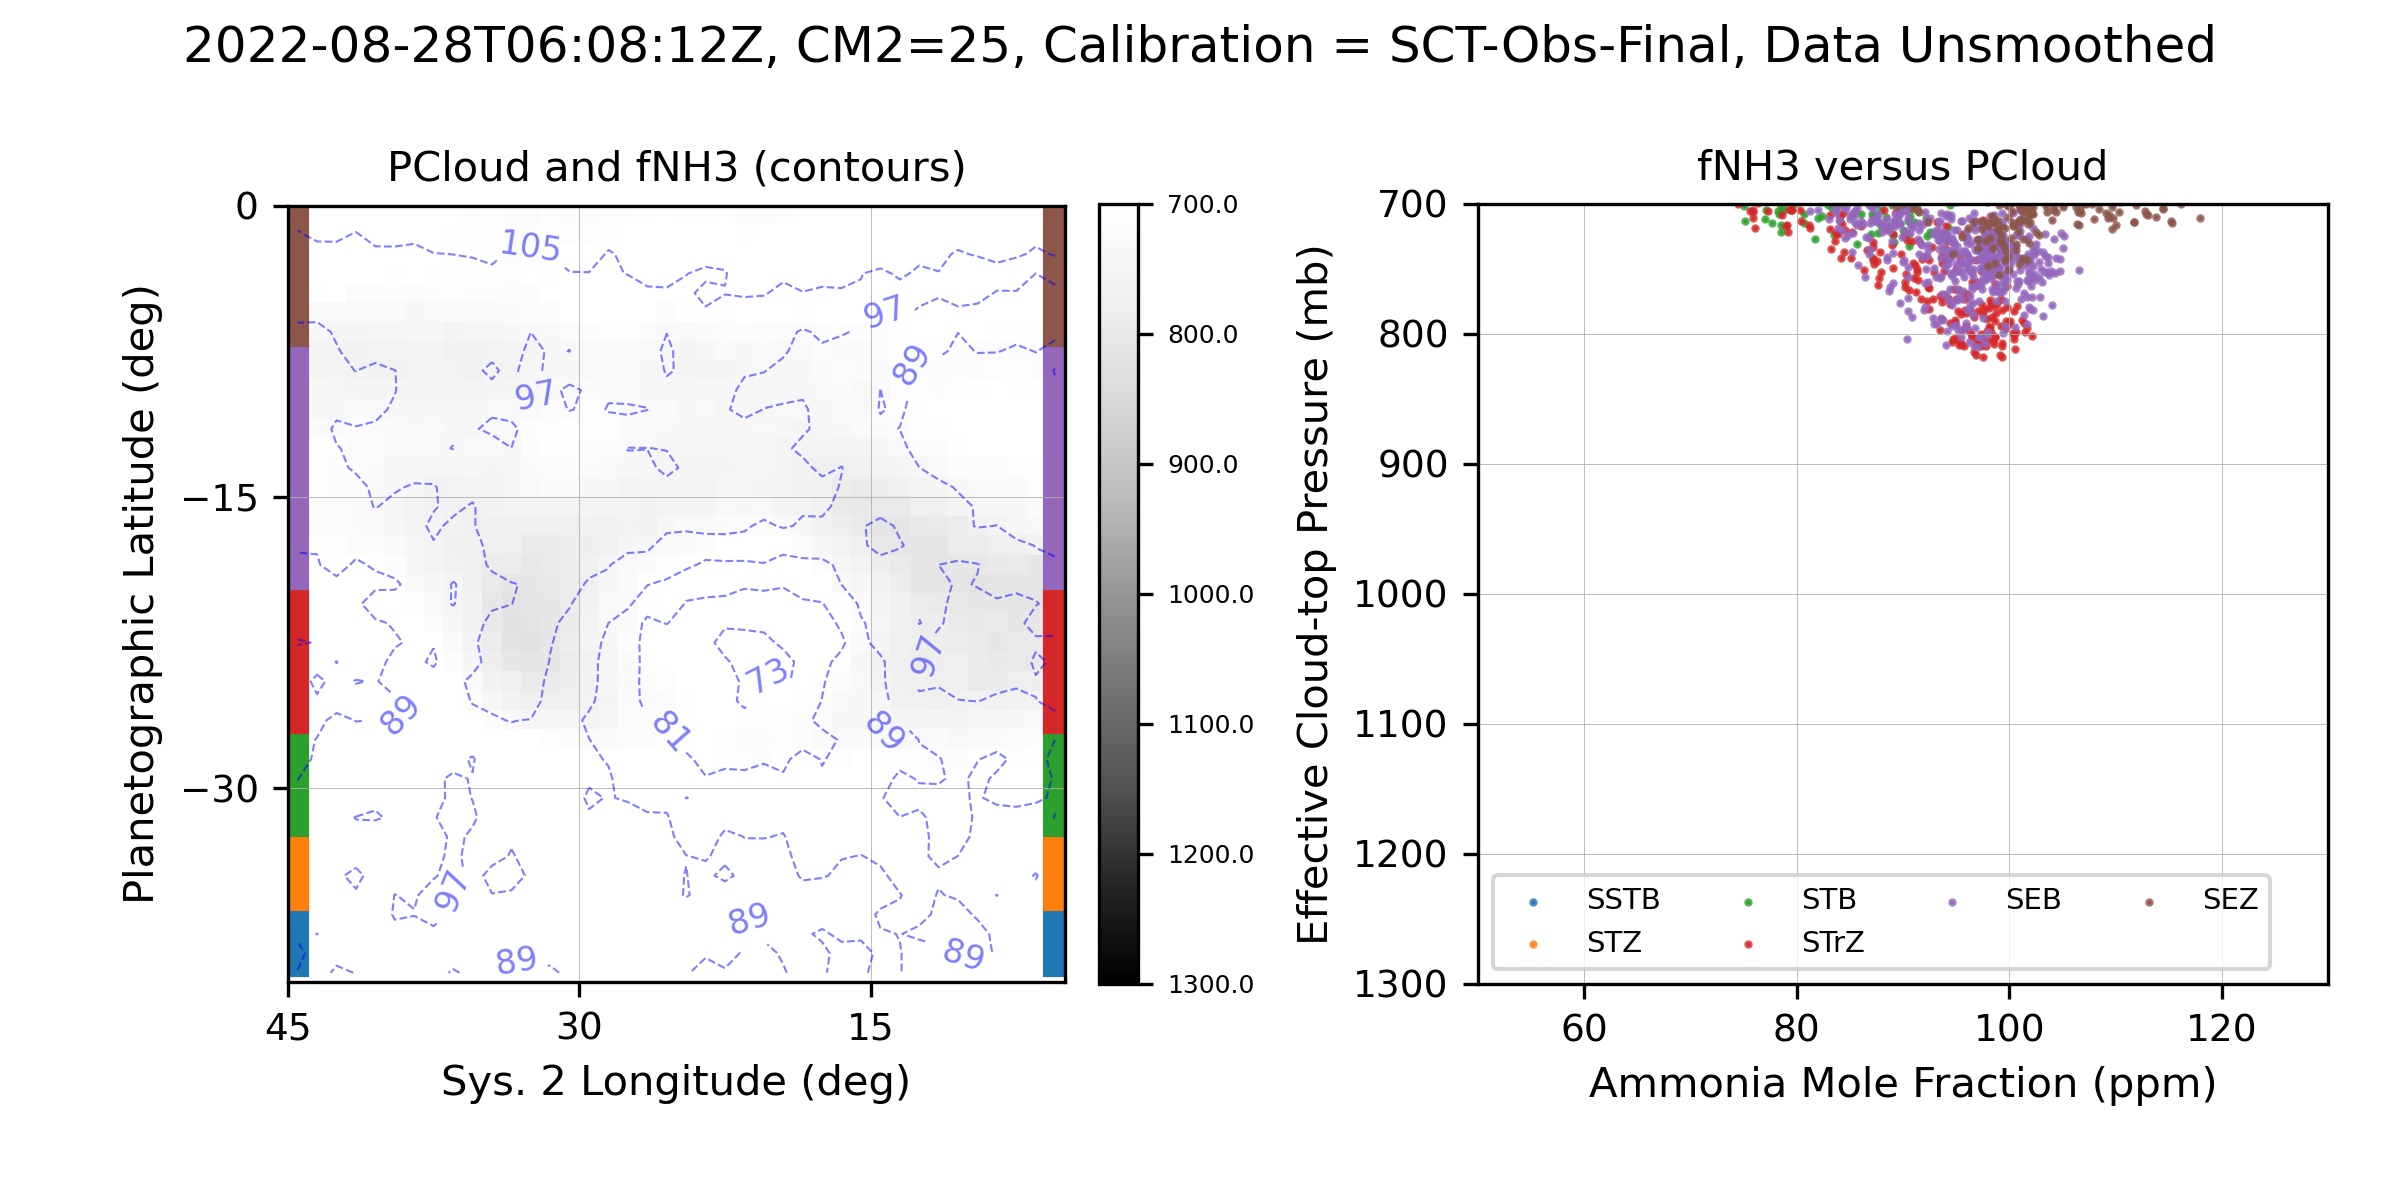 2022-08-28T06:08:12Z, CM2=25, Calibration = SCT-Obs-Final, Data Unsmoothed
PCloud and fNH3 (contours)
0
−15
−30
Planetographic Latitude (deg)
45
30
15
Sys. 2 Longitude (deg)
105
97
89
97
97
73
89
81
89
97
89
89
89
700.0
800.0
900.0
1000.0
1100.0
1200.0
1300.0
fNH3 versus PCloud
Effective Cloud-top Pressure (mb)
700
800
900
1000
1100
1200
1300
SSTB
STB
SEB
SEZ
STZ
STrZ
60
80
100
120
Ammonia Mole Fraction (ppm)